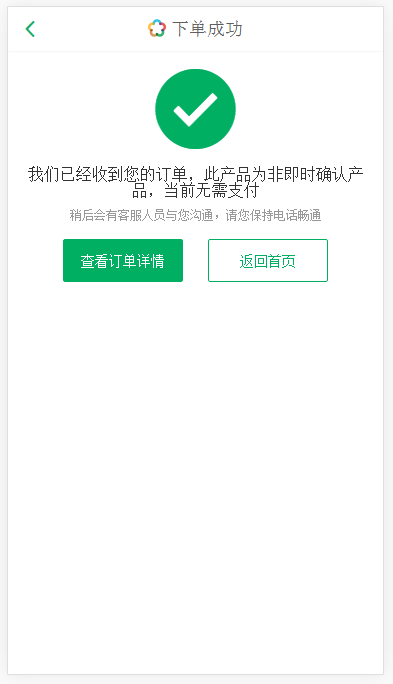 下单成功
我们已经收到您的订单，此产品为非即时确认产
品，当前无需支付
稍后会有客服人员与您沟通，请您保持电话畅通
查看订单详情
返回首页